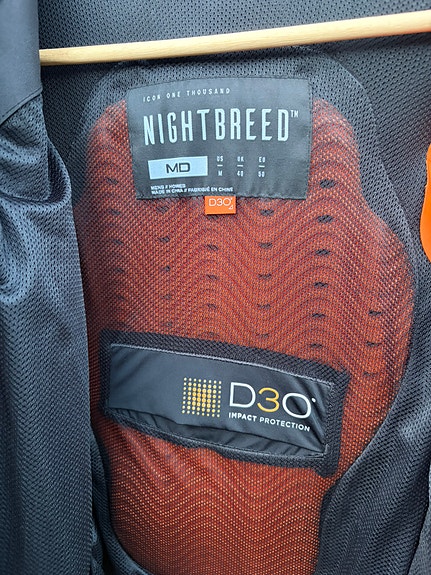 ICON ONE THOUSAND
NIGHTBREED™
MD
US UK EU
M 40 50
MENS // HOMBRES
MADE IN CHINA // FABRIQUÉ EN CHINE
D3O
D3O
IMPACT PROTECTION